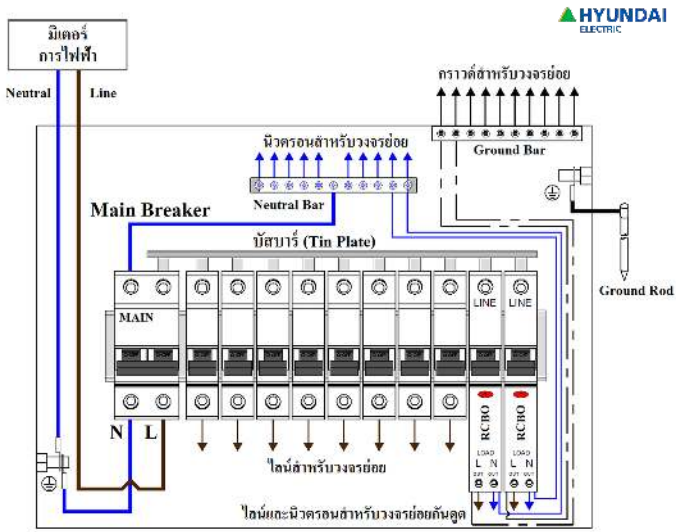 HYUNDAI
ELECTRIC
มิเตอร์
การไฟฟ้า
Neutral
Line
กราวด์สำหรับวงจรย่อย
Ground Bar
นิวตรอนสำหรับวงจรย่อย
Neutral Bar
Main Breaker
บัสบาร์ (Tin Plate)
Ground Rod
MAIN
LINE
LINE
N
L
RCBO
RCBO
LOAD
L N
OUT OUT
LOAD
L N
OUT OUT
ไลน์สำหรับวงจรย่อย
ไลน์และนิวตรอนสำหรับวงจรย่อยกันดูด